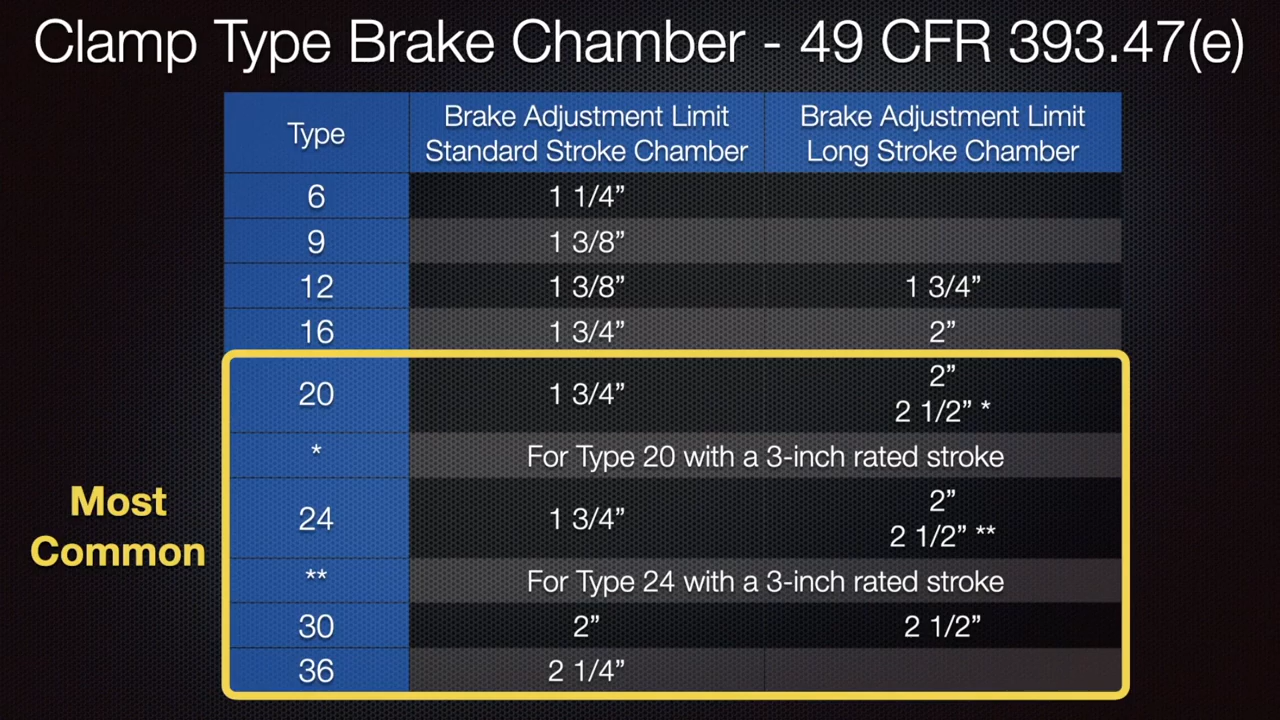 Clamp Type Brake Chamber - 49 CFR 393.47(e)
Type
Brake Adjustment Limit
Standard Stroke Chamber
Brake Adjustment Limit
Long Stroke Chamber
6 1 1/4”
9 1 3/8”
12 1 3/8” 1 3/4”
16 1 3/4” 2”
20 1 3/4” 2”
2 1/2” *
* For Type 20 with a 3-inch rated stroke
24 1 3/4” 2”
2 1/2” **
** For Type 24 with a 3-inch rated stroke
30 2” 2 1/2”
36 2 1/4”
Most
Common